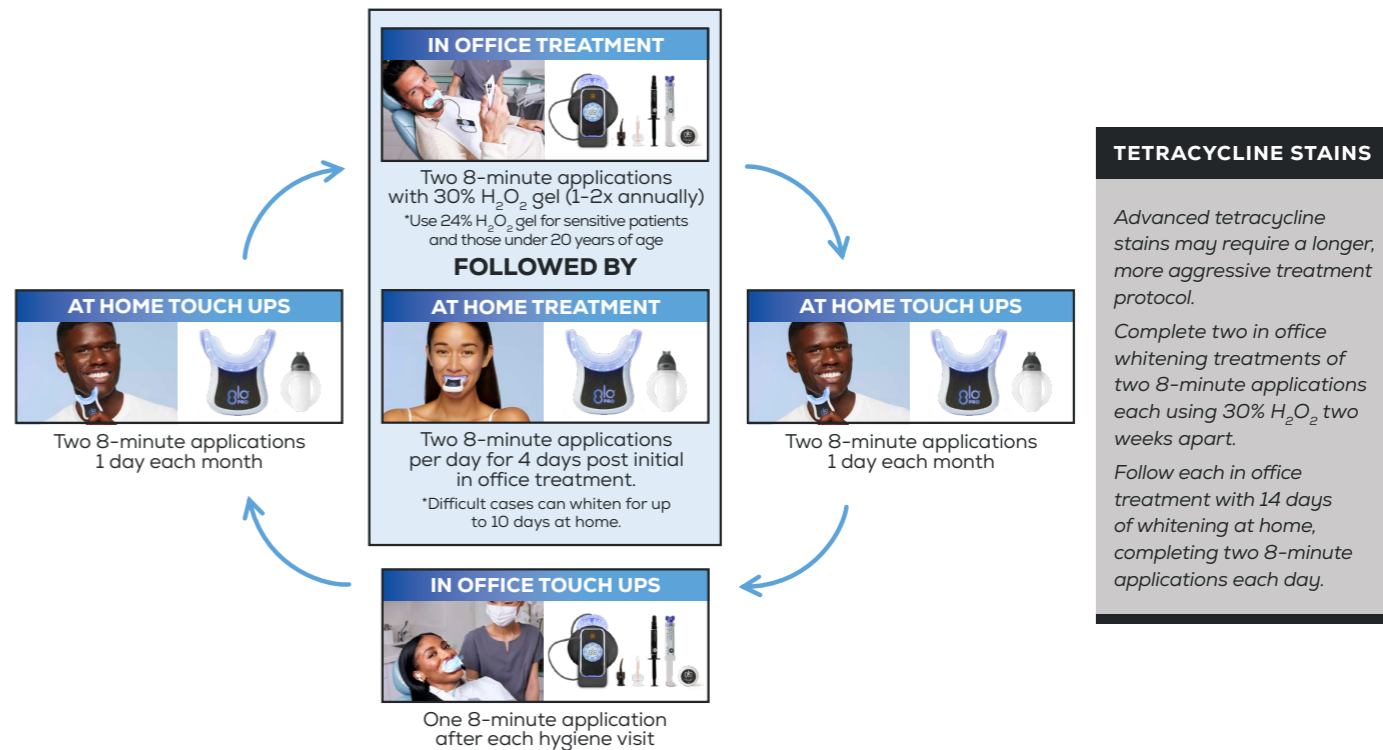 IN OFFICE TREATMENT
Two 8-minute applications
with 30% H₂O₂ gel (1-2x annually)
*Use 24% H₂O₂ gel for sensitive patients
and those under 20 years of age
FOLLOWED BY
AT HOME TREATMENT
glo
PRO
Two 8-minute applications
per day for 4 days post initial
in office treatment.
*Difficult cases can whiten for up
to 10 days at home.
AT HOME TOUCH UPS
glo
PRO
Two 8-minute applications
1 day each month
IN OFFICE TOUCH UPS
One 8-minute application
after each hygiene visit
AT HOME TOUCH UPS
glo
PRO
Two 8-minute applications
1 day each month
TETRACYCLINE STAINS
Advanced tetracycline
stains may require a longer,
more aggressive treatment
protocol.
Complete two in office
whitening treatments of
two 8-minute applications
each using 30% H₂O₂ two
weeks apart.
Follow each in office
treatment with 14 days
of whitening at home,
completing two 8-minute
applications each day.